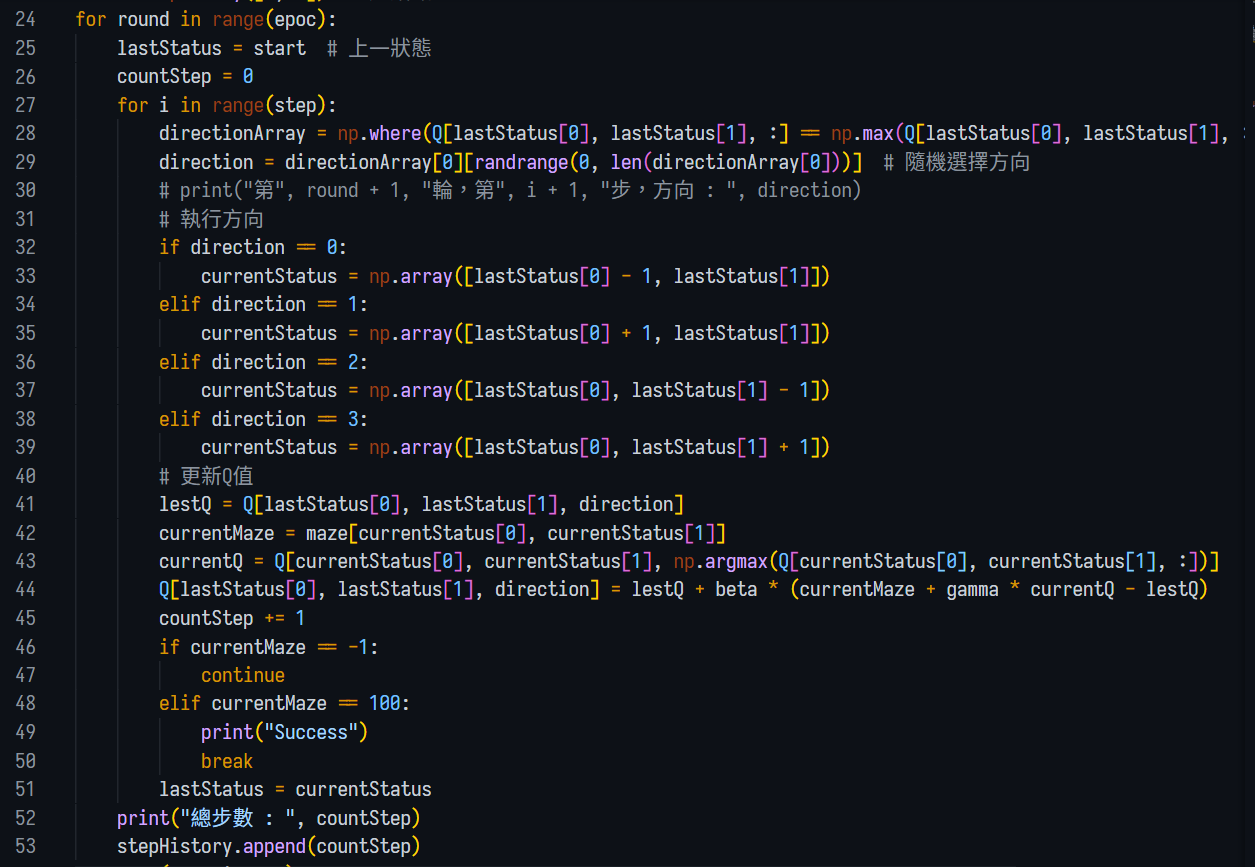 24 for round in range(epoc):
25 lastStatus = start # 上一狀態
26 countStep = 0
27 for i in range(step):
28 directionArray = np.where(Q[lastStatus[0], lastStatus[1], :] == np.max(Q[lastStatus[0], lastStatus[1],
29 direction = directionArray[0][randrange(0, len(directionArray[0]))] # 隨機選擇方向
30 # print("第", round + 1, "輪,第", i + 1, "步,方向 : ", direction)
31 # 執行方向
32 if direction == 0:
33 currentStatus = np.array([lastStatus[0] - 1, lastStatus[1]])
34 elif direction == 1:
35 currentStatus = np.array([lastStatus[0] + 1, lastStatus[1]])
36 elif direction == 2:
37 currentStatus = np.array([lastStatus[0], lastStatus[1] - 1])
38 elif direction == 3:
39 currentStatus = np.array([lastStatus[0], lastStatus[1] + 1])
40 # 更新Q值
41 lestQ = Q[lastStatus[0], lastStatus[1], direction]
42 currentMaze = maze[currentStatus[0], currentStatus[1]]
43 currentQ = Q[currentStatus[0], currentStatus[1], np.argmax(Q[currentStatus[0], currentStatus[1], :])]
44 Q[lastStatus[0], lastStatus[1], direction] = lestQ + beta * (currentMaze + gamma * currentQ - lestQ)
45 countStep += 1
46 if currentMaze == -1:
47 continue
48 elif currentMaze == 100:
49 print("Success")
50 break
51 lastStatus = currentStatus
52 print("總步數 : ", countStep)
53 stepHistory.append(countStep)